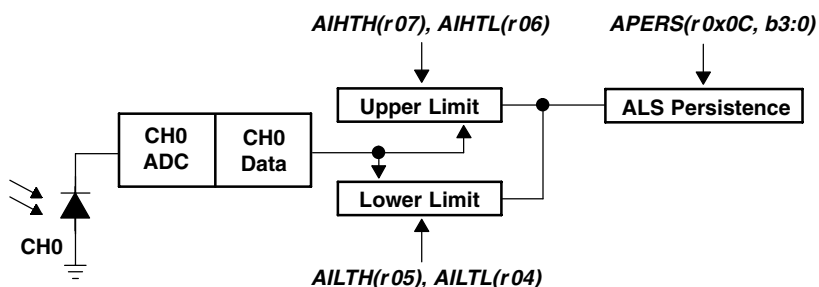 AIHTH(r07), AIHTL(r06)
APERS(r0x0C, b3:0)
Upper Limit
ALS Persistence
CH0
ADC
CH0
Data
Lower Limit
CH0
AILTH(r05), AILTL(r04)